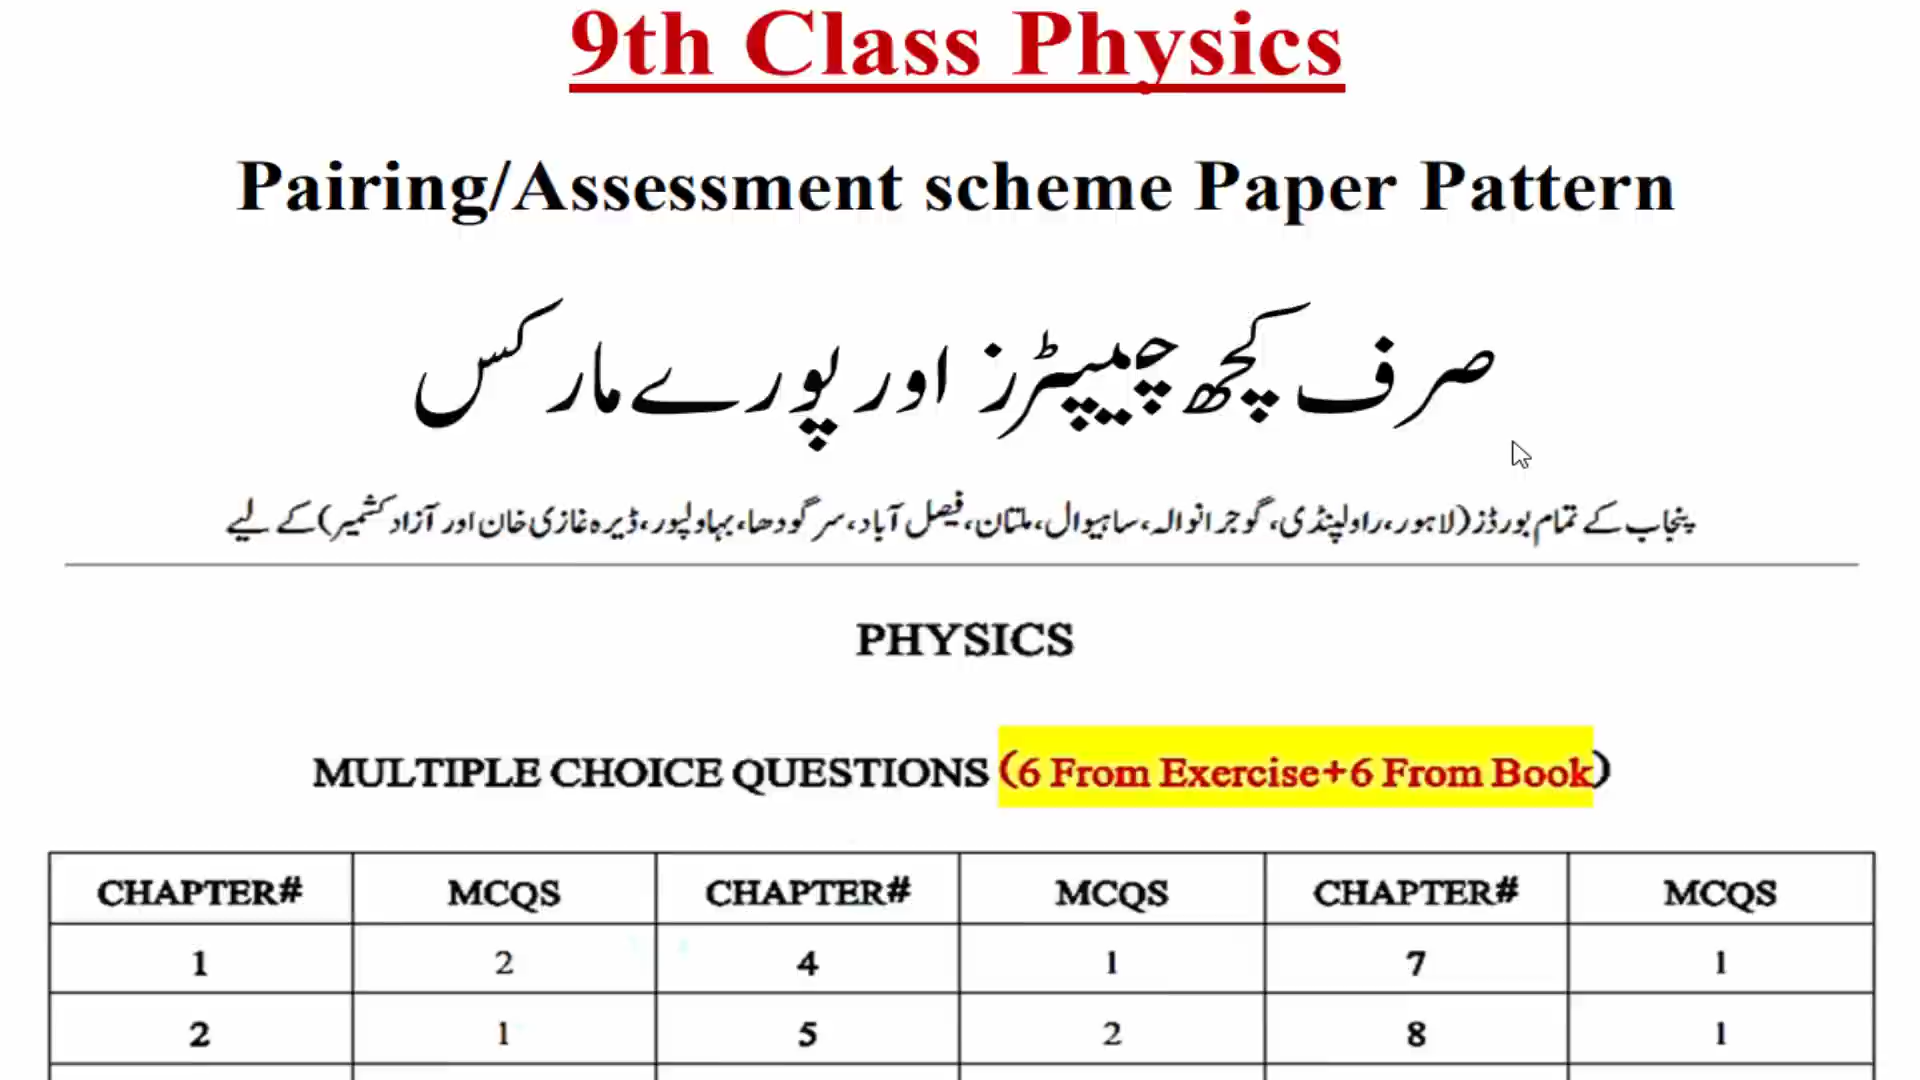 9th Class Physics
Pairing/Assessment scheme Paper Pattern
صرف کچھ چیپٹرز اور پورے مارکس
پنجاب کے تمام بورڈز(لاہور،راولپنڈی،گوجرانوالہ،ساہیوال،ملتان،فیصل آباد،سرگودھا،بہاولپور،ڈیرہ غازی خان اور آزاد کشمیر)کے لیے
PHYSICS
MULTIPLE CHOICE QUESTIONS (6 From Exercise+6 From Book)
CHAPTER# MCQS CHAPTER# MCQS CHAPTER# MCQS
1 2 4 1 7 1
2 1 5 2 8 1